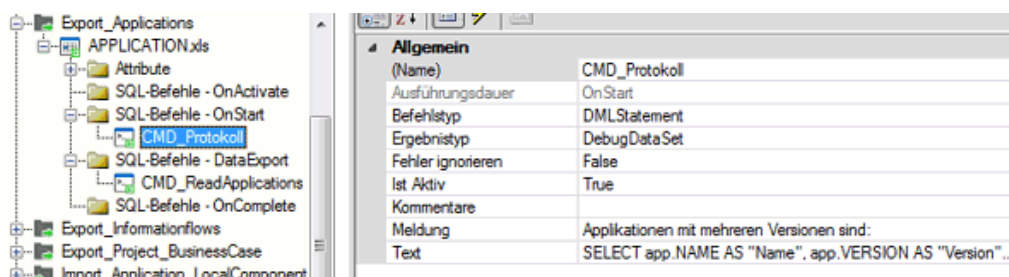 Export_Applications
APPLICATION.xls
Attribute
SQL-Befehle - OnActivate
SQL-Befehle - OnStart
CMD_Protokoll
SQL-Befehle - DataExport
CMD_ReadApplications
SQL-Befehle - OnComplete
Export_Informationflows
Export_Project_BusinessCase
Import_Application_LocalComponent
Allgemein
(Name) CMD_Protokoll
Ausführungsdauer OnStart
Befehlstyp DMLStatement
Ergebnistyp DebugDataSet
Fehler ignorieren False
Ist Aktiv True
Kommentare
Meldung Applikationen mit mehreren Versionen sind:
Text SELECT app.NAME AS "Name", app.VERSION AS "Version"...